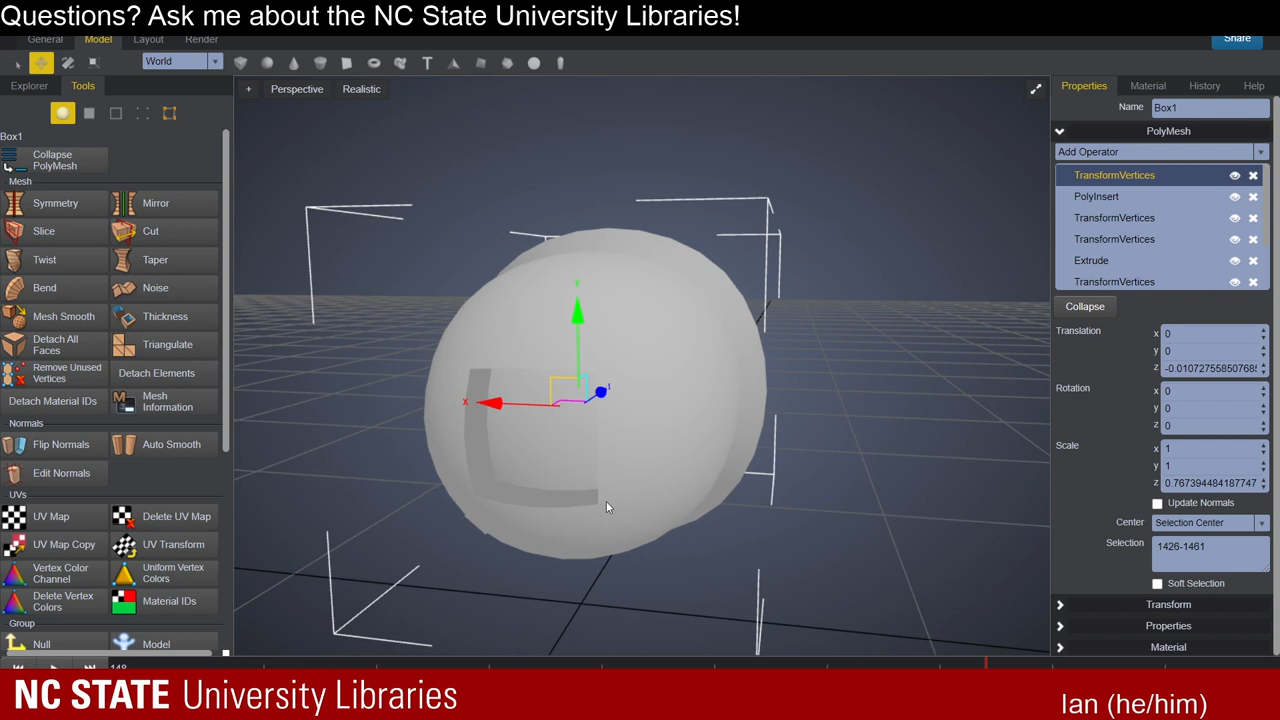 Questions? Ask me about the NC State University Libraries!
General Model Layout Render Share
World
Explorer Tools + Perspective Realistic Properties Material History Help
Name Box1
Box1
PolyMesh
Collapse PolyMesh
Add Operator
Mesh
TransformVertices
Symmetry Mirror
PolyInsert
Slice Cut
TransformVertices
TransformVertices
Twist Taper
Extrude
Bend Noise
TransformVertices
Mesh Smooth Thickness
Collapse
Detach All Faces Triangulate
Translation x 0
y 0
z -0.01072755850768
Remove Unused Vertices Detach Elements
Rotation x 0
y 0
z 0
Detach Material IDs Mesh Information
Normals
Scale x 1
y 1
z 0.767394484187747
Flip Normals Auto Smooth
Edit Normals
Update Normals
UVs
Center Selection Center
UV Map Delete UV Map
Selection 1426-1461
UV Map Copy UV Transform
Vertex Color Channel Uniform Vertex Colors
Soft Selection
Delete Vertex Colors Material IDs
Transform
Group
Properties
Null Model
Material
148
x
Y
NC STATE University Libraries
Ian (he/him)